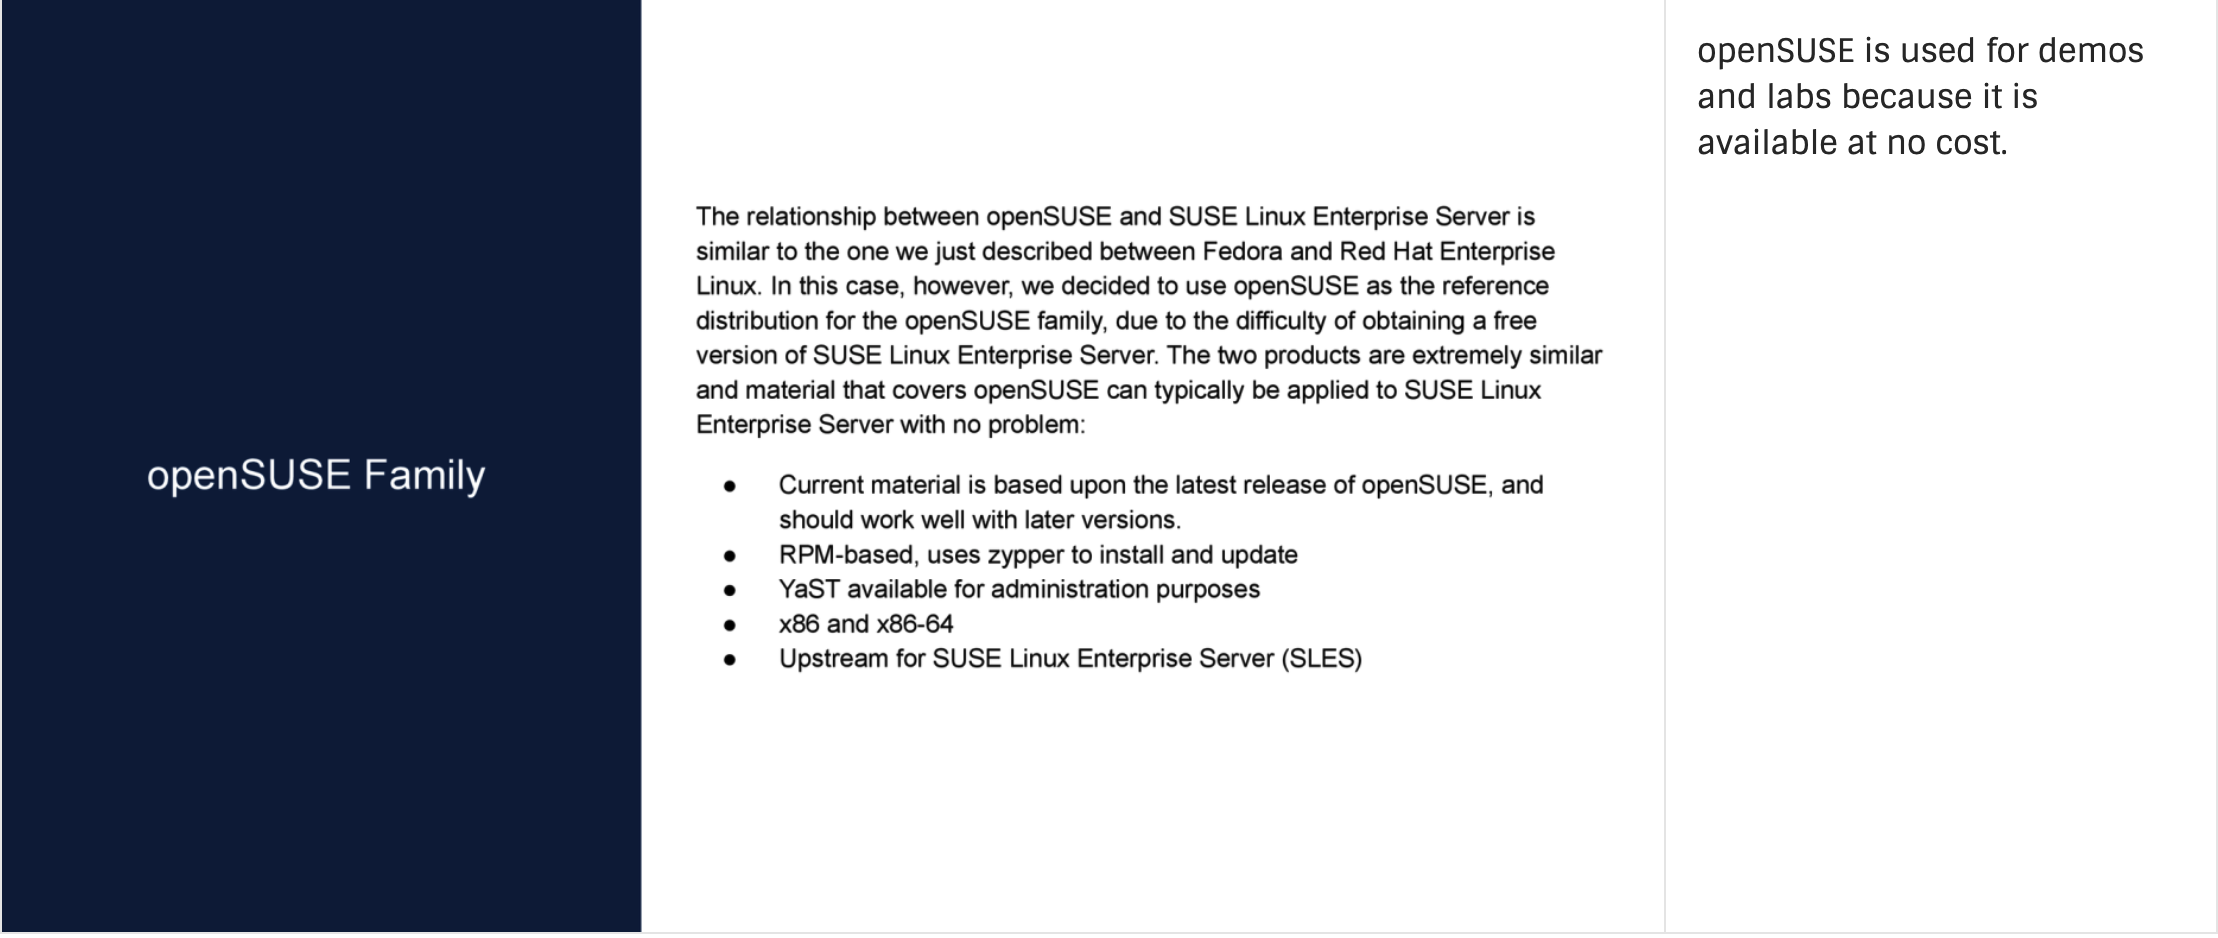 openSUSE Family
The relationship between openSUSE and SUSE Linux Enterprise Server is
similar to the one we just described between Fedora and Red Hat Enterprise
Linux. In this case, however, we decided to use openSUSE as the reference
distribution for the openSUSE family, due to the difficulty of obtaining a free
version of SUSE Linux Enterprise Server. The two products are extremely similar
and material that covers openSUSE can typically be applied to SUSE Linux
Enterprise Server with no problem:
● Current material is based upon the latest release of openSUSE, and
should work well with later versions.
● RPM-based, uses zypper to install and update
● YaST available for administration purposes
● x86 and x86-64
● Upstream for SUSE Linux Enterprise Server (SLES)
openSUSE is used for demos
and labs because it is
available at no cost.